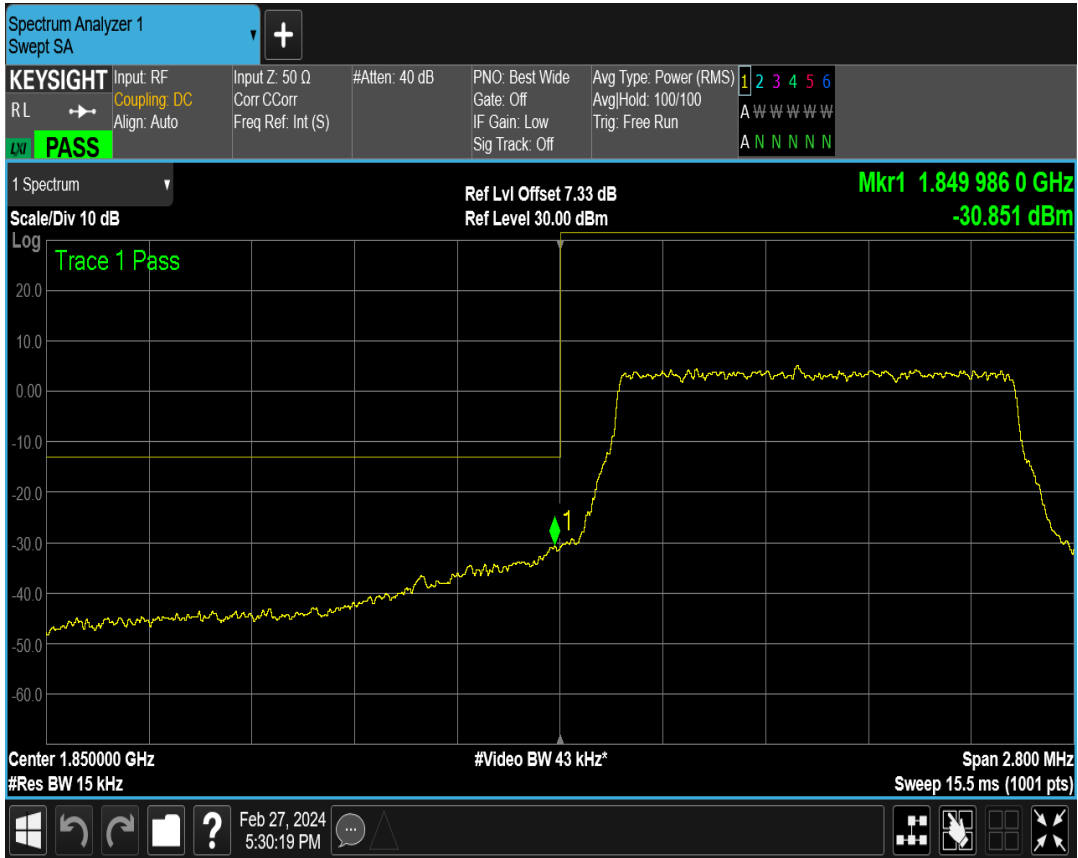 Spectrum Analyzer 1
Swept SA
KEYSIGHT Input: RF Input Z: 50 Ω #Atten: 40 dB PNO: Best Wide Avg Type: Power (RMS) 1 2 3 4 5 6
R L Coupling: DC Corr CCorr Gate: Off Avg|Hold: 100/100 A W W W W W
Align: Auto Freq Ref: Int (S) IF Gain: Low Trig: Free Run
LXI PASS Sig Track: Off A N N N N N
1 Spectrum Ref Lvl Offset 7.33 dB Mkr1 1.849 986 0 GHz
Scale/Div 10 dB Ref Level 30.00 dBm -30.851 dBm
Log
Trace 1 Pass
20.0
10.0
0.00
-10.0
-20.0
1
-30.0
-40.0
-50.0
-60.0
Center 1.850000 GHz #Video BW 43 kHz* Span 2.800 MHz
#Res BW 15 kHz Sweep 15.5 ms (1001 pts)
? Feb 27, 2024
5:30:19 PM